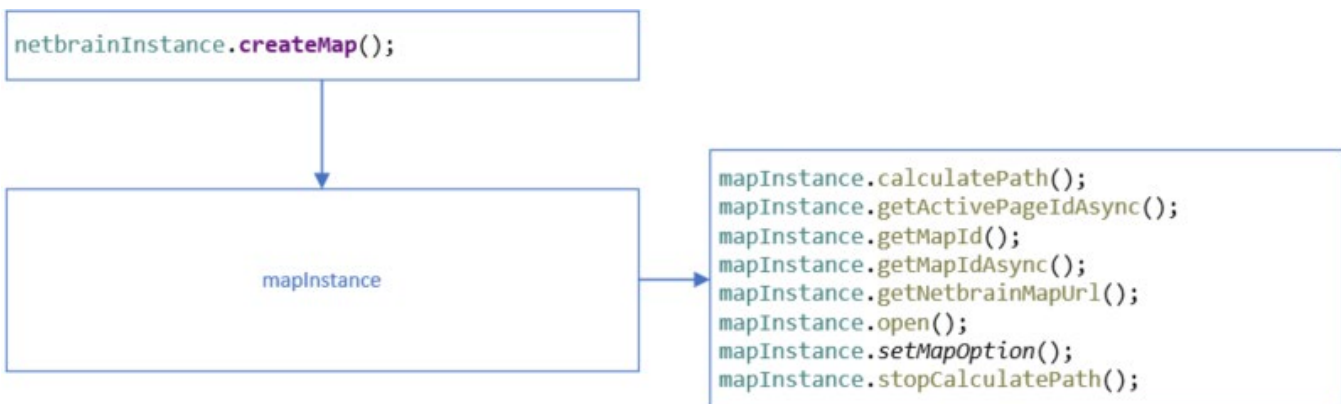 netbrainInstance.createMap();
mapInstance
mapInstance.calculatePath();
mapInstance.getActivePageIdAsync();
mapInstance.getMapId();
mapInstance.getMapIdAsync();
mapInstance.getNetbrainMapUrl();
mapInstance.open();
mapInstance.setMapOption();
mapInstance.stopCalculatePath();